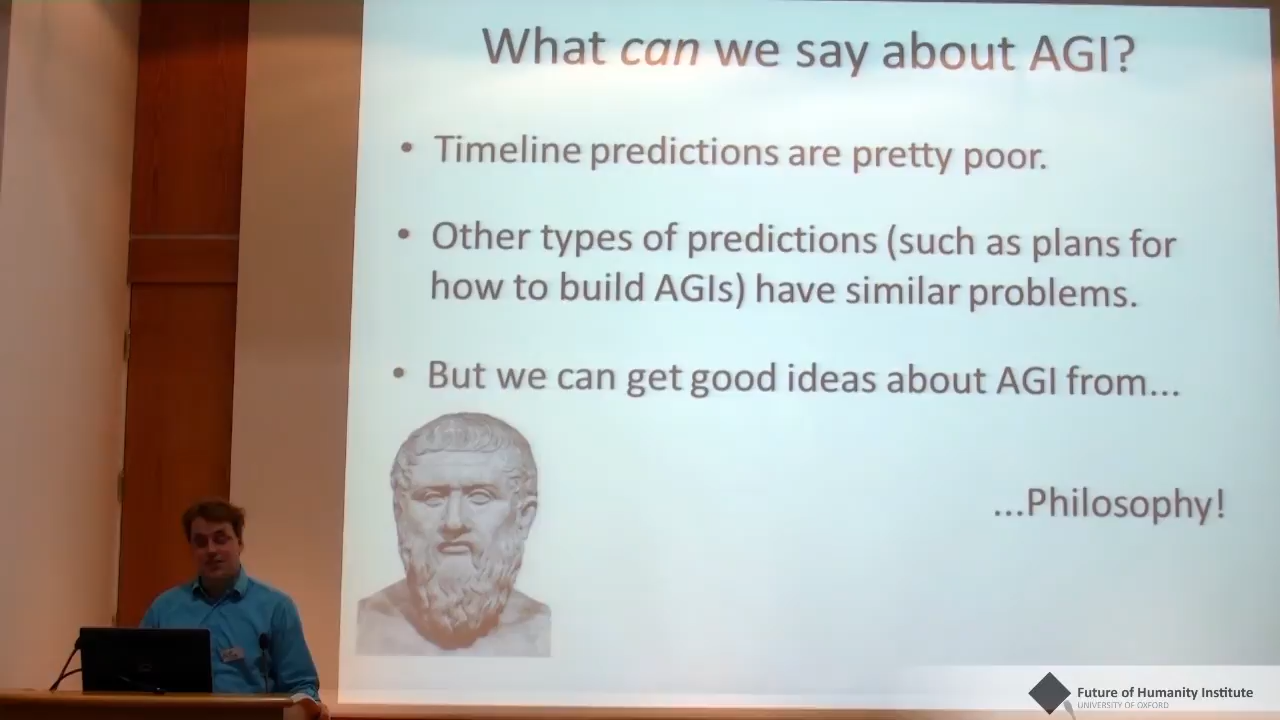 What can we say about AGI?
• Timeline predictions are pretty poor.
• Other types of predictions (such as plans for
how to build AGIs) have similar problems.
• But we can get good ideas about AGI from...
...Philosophy!
Future of Humanity Institute
UNIVERSITY OF OXFORD